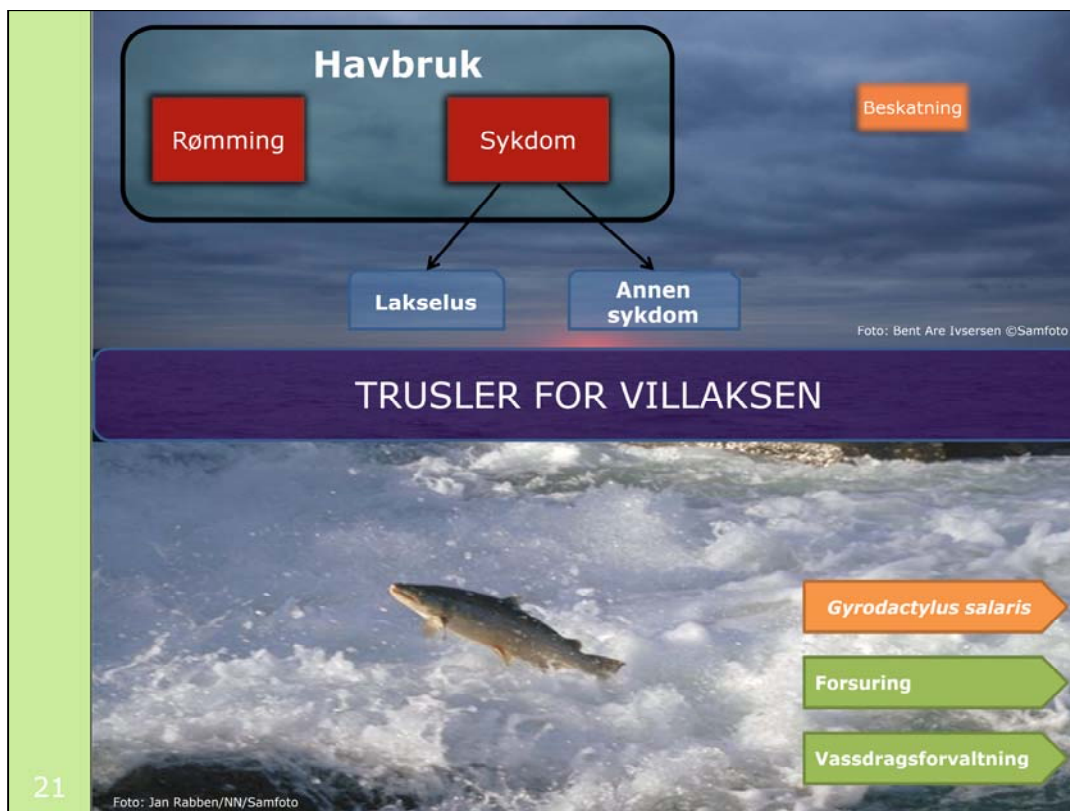 Havbruk
Rømming
Sykdom
Beskatning
Lakselus
Annen
sykdom
Foto: Bent Are Ivsersen ©Samfoto
TRUSLER FOR VILLAKSEN
Gyrodactylus salaris
Forsuring
Vassdragsforvaltning
21
Foto: Jan Rabben/NN/Samfoto